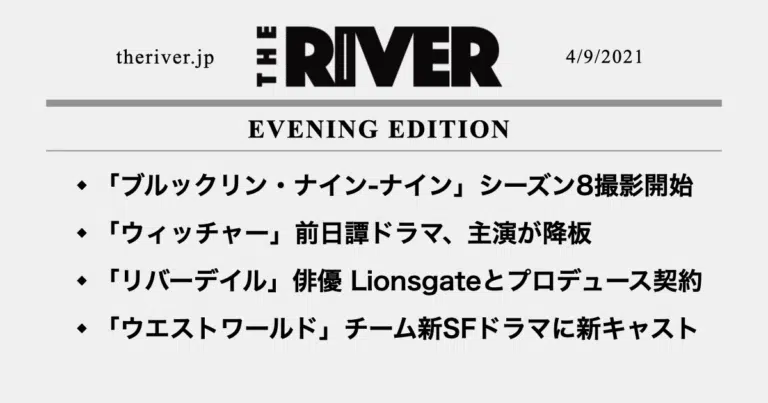 theriver.jp
THE RIVER
4/9/2021
EVENING EDITION
◆ 「ブルックリン・ナイン-ナイン」シーズン8撮影開始
◆ 「ウィッチャー」前日譚ドラマ、主演が降板
◆ 「リバーデイル」俳優 Lionsgateとプロデュース契約
◆ 「ウエストワールド」チーム新SFドラマに新キャスト